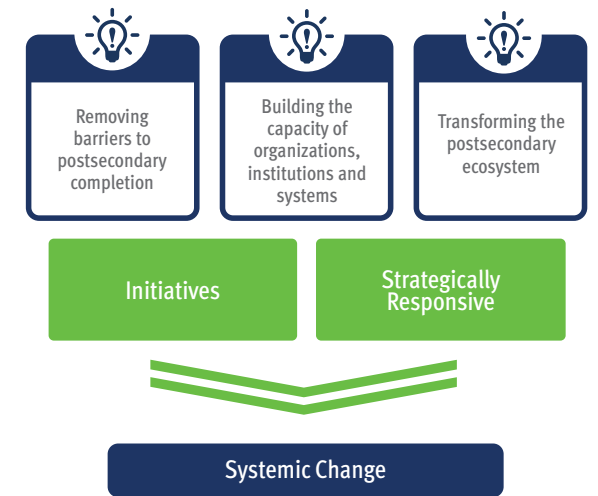 Removing
barriers to
postsecondary
completion
Building the
capacity of
organizations,
institutions and
systems
Transforming the
postsecondary
ecosystem
Initiatives
Strategically
Responsive
Systemic Change